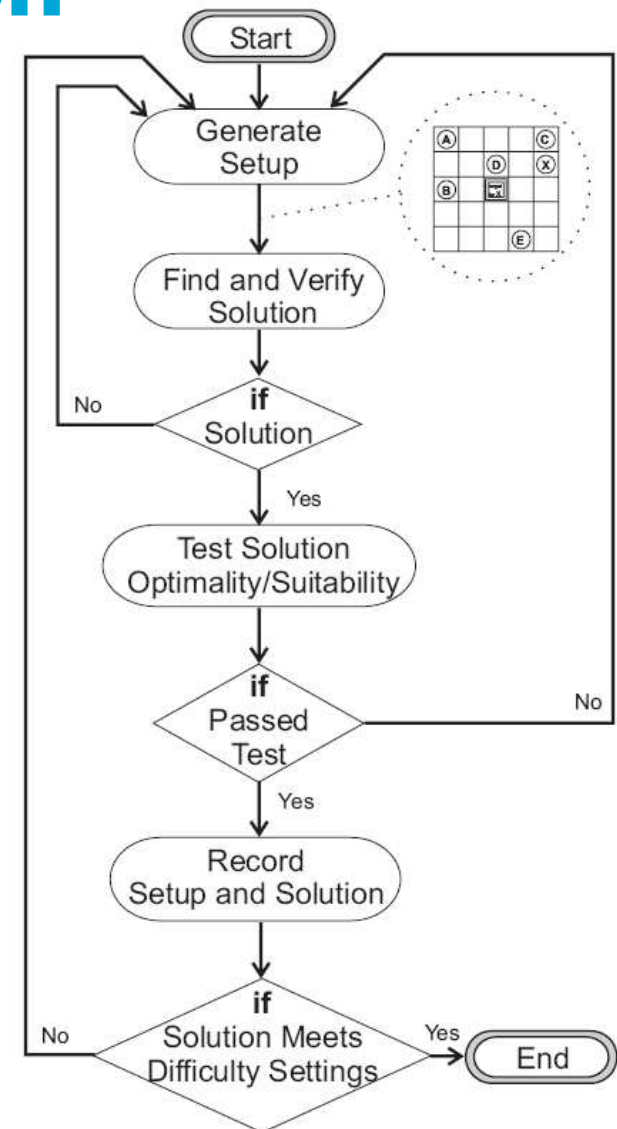 Start
Generate
Setup
A
C
D
X
B
E
Find and Verify
Solution
if
Solution
No
Yes
Test Solution
Optimality/Suitability
if
Passed
Test
No
Yes
Record
Setup and Solution
if
Solution Meets
Difficulty Settings
No
Yes
End